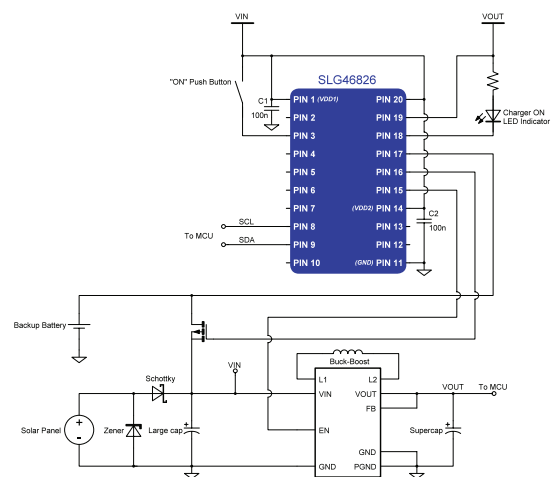 VIN
VOUT
SLG46826
"ON" Push Button
C1
100n
PIN 1 (VDD1)
PIN 2
PIN 3
PIN 4
PIN 5
PIN 6
PIN 7
PIN 8
PIN 9
PIN 10
PIN 20
PIN 19
PIN 18
PIN 17
PIN 16
PIN 15
(VDD2) PIN 14
PIN 13
PIN 12
(GND) PIN 11
Charger ON
LED Indicator
C2
100n
SCL
To MCU
SDA
Backup Battery
Buck-Boost
Schottky
VIN
L1
L2
VIN
VOUT
VOUT
To MCU
FB
Solar Panel
+
-
Zener
Large cap
+
EN
Supercap
+
GND
GND
PGND